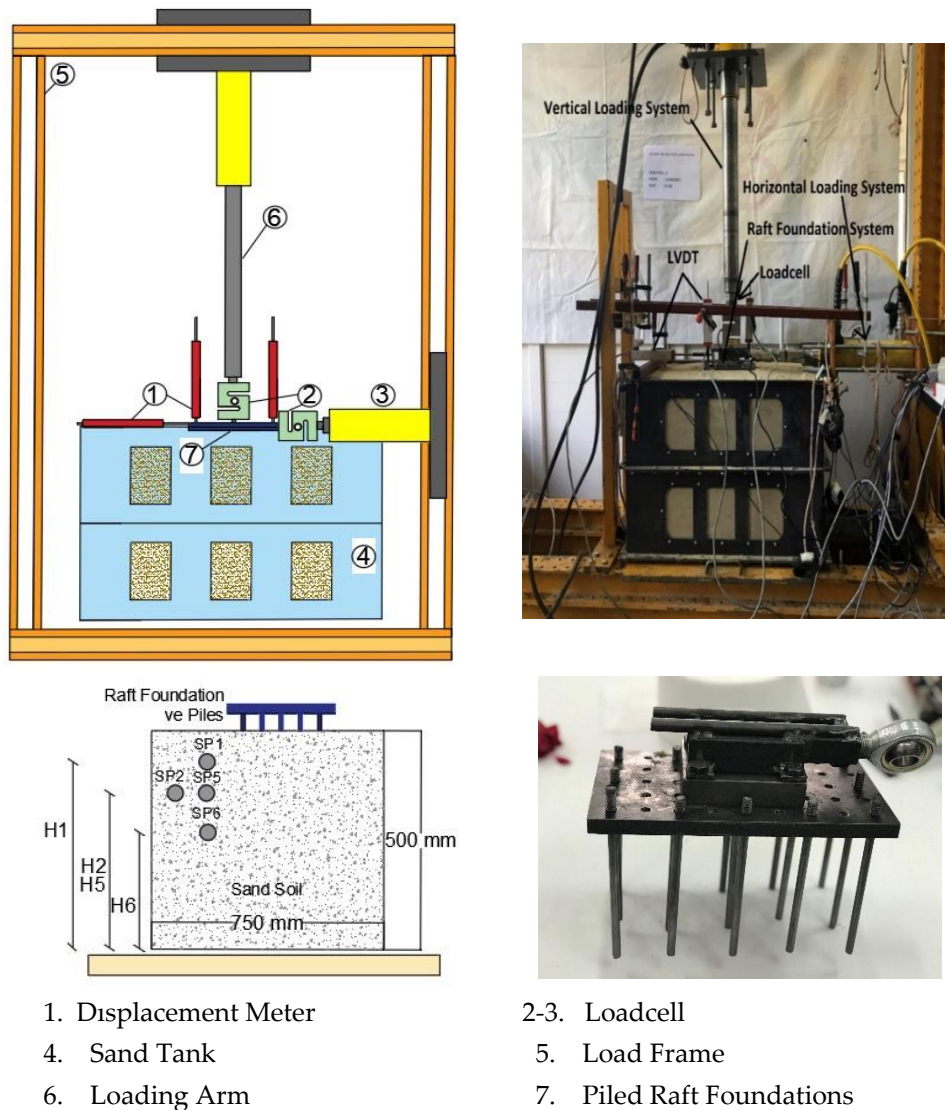 5
6
1
2
3
7
4
Vertical Loading System
Horizontal Loading System
Raft Foundation System
LVDT
Loadcell
Raft Foundation
ve Piles
SP1
SP2 SP5
SP6
H1
H2
H5
H6
500 mm
Sand Soil
750 mm
1. Dısplacement Meter
2-3. Loadcell
4. Sand Tank
5. Load Frame
6. Loading Arm
7. Piled Raft Foundations